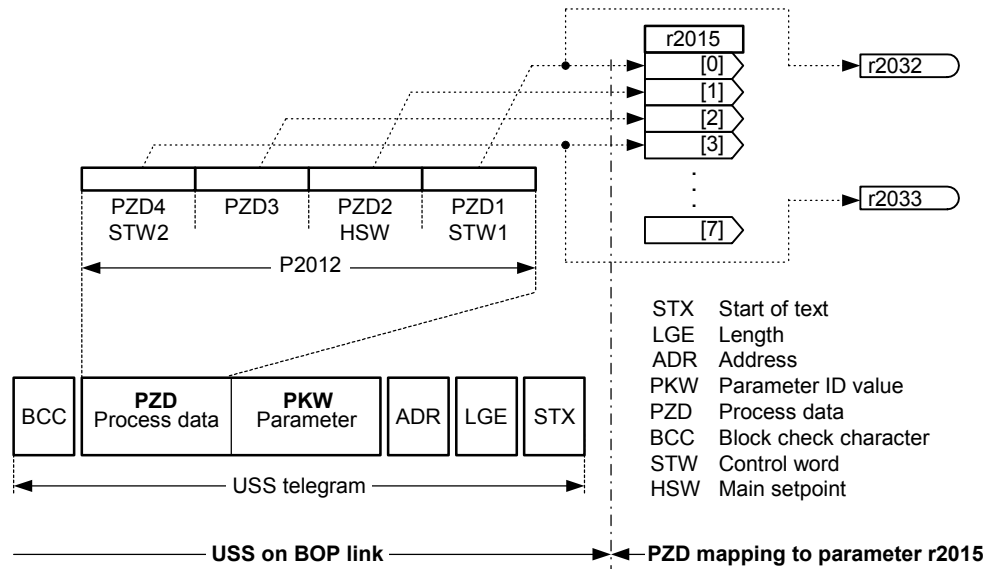 r2015
[0]
[1]
[2]
[3]
[7]
r2032
r2033
PZD4 STW2
PZD3
PZD2 HSW
PZD1 STW1
P2012
STX Start of text
LGE Length
ADR Address
PKW Parameter ID value
PZD Process data
BCC Block check character
STW Control word
HSW Main setpoint
BCC
PZD Process data
PKW Parameter
ADR
LGE
STX
USS telegram
USS on BOP link
PZD mapping to parameter r2015